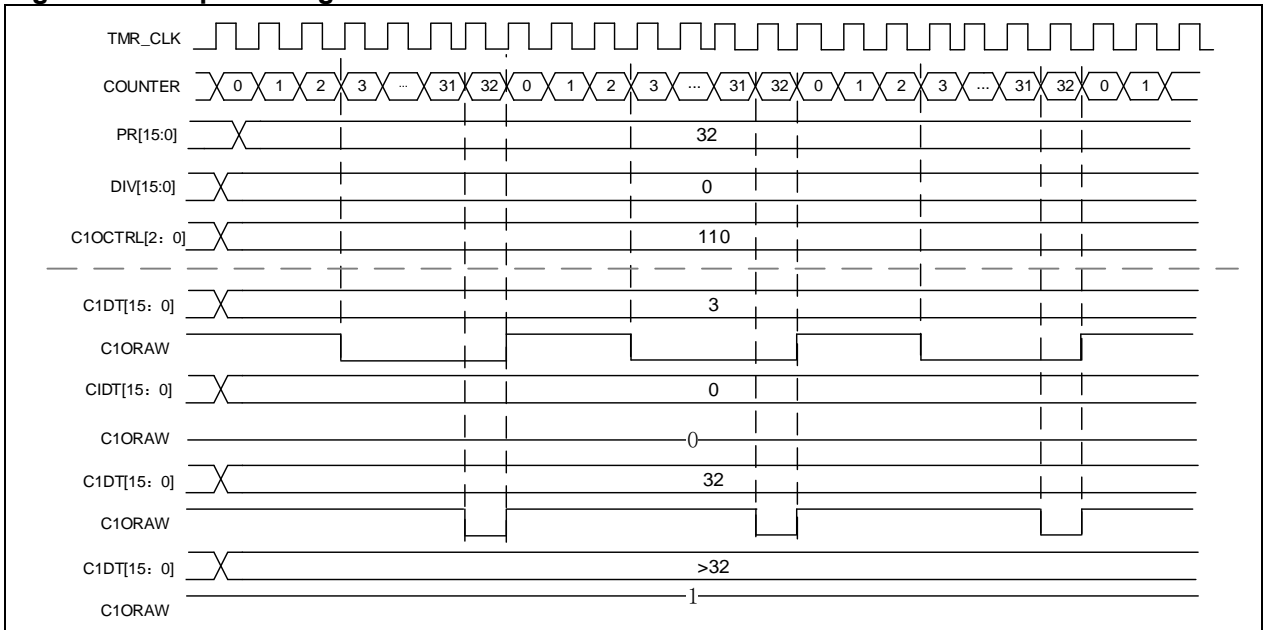 TMR_CLK
COUNTER 0 1 2 3 ... 31 32 0 1 2 3 ... 31 32 0 1 2 3 ... 31 32 0 1
PR[15:0] 32
DIV[15:0] 0
C1OCTRL[2：0] 110
C1DT[15：0] 3
C1ORAW
CIDT[15：0] 0
C1ORAW 0
C1DT[15：0] 32
C1ORAW
C1DT[15：0] >32
C1ORAW 1